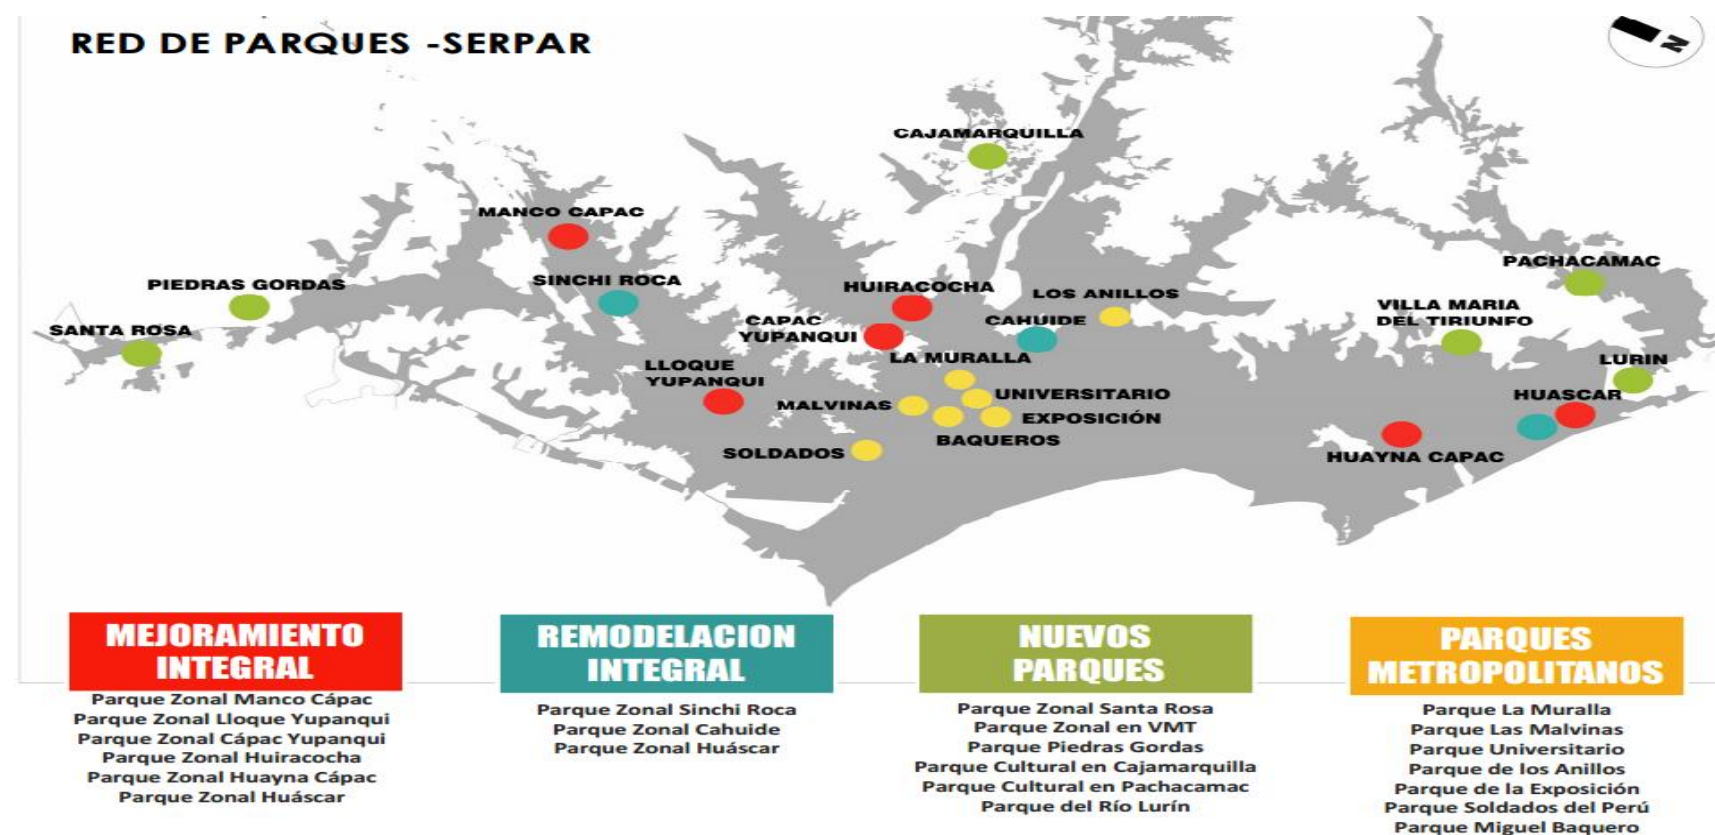 RED DE PARQUES -SERPAR
N
CAJAMARQUILLA
MANCO CAPAC
PIEDRAS GORDAS
SINCHI ROCA
HUIRACOCHA
LOS ANILLOS
PACHACAMAC
SANTA ROSA
CAPAC
YUPANQUI
CAHUIDE
VILLA MARIA
DEL TIRIUNFO
LLOQUE
YUPANQUI
LA MURALLA
LURIN
MALVINAS
UNIVERSITARIO
HUASCAR
EXPOSICIÓN
BAQUEROS
SOLDADOS
HUAYNA CAPAC
MEJORAMIENTO
INTEGRAL
Parque Zonal Manco Cápac
Parque Zonal Lloque Yupanqui
Parque Zonal Cápac Yupanqui
Parque Zonal Huiracocha
Parque Zonal Huayna Cápac
Parque Zonal Huáscar
REMODELACION
INTEGRAL
Parque Zonal Sinchi Roca
Parque Zonal Cahuide
Parque Zonal Huáscar
NUEVOS
PARQUES
Parque Zonal Santa Rosa
Parque Zonal en VMT
Parque Piedras Gordas
Parque Cultural en Cajamarquilla
Parque Cultural en Pachacamac
Parque del Río Lurín
PARQUES
METROPOLITANOS
Parque La Muralla
Parque Las Malvinas
Parque Universitario
Parque de los Anillos
Parque de la Exposición
Parque Soldados del Perú
Parque Miguel Baquero